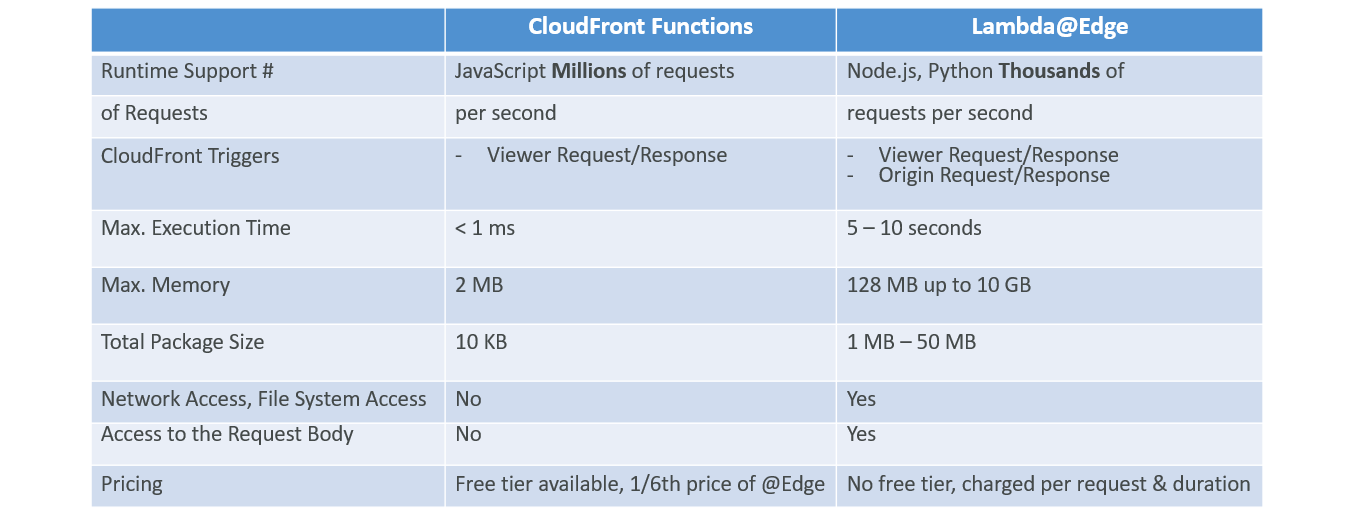 CloudFront Functions Lambda@Edge
Runtime Support # JavaScript Millions of requests Node.js, Python Thousands of
of Requests per second requests per second
CloudFront Triggers - Viewer Request/Response - Viewer Request/Response
- Origin Request/Response
Max. Execution Time < 1 ms 5 – 10 seconds
Max. Memory 2 MB 128 MB up to 10 GB
Total Package Size 10 KB 1 MB – 50 MB
Network Access, File System Access No Yes
Access to the Request Body No Yes
Pricing Free tier available, 1/6th price of @Edge No free tier, charged per request & duration